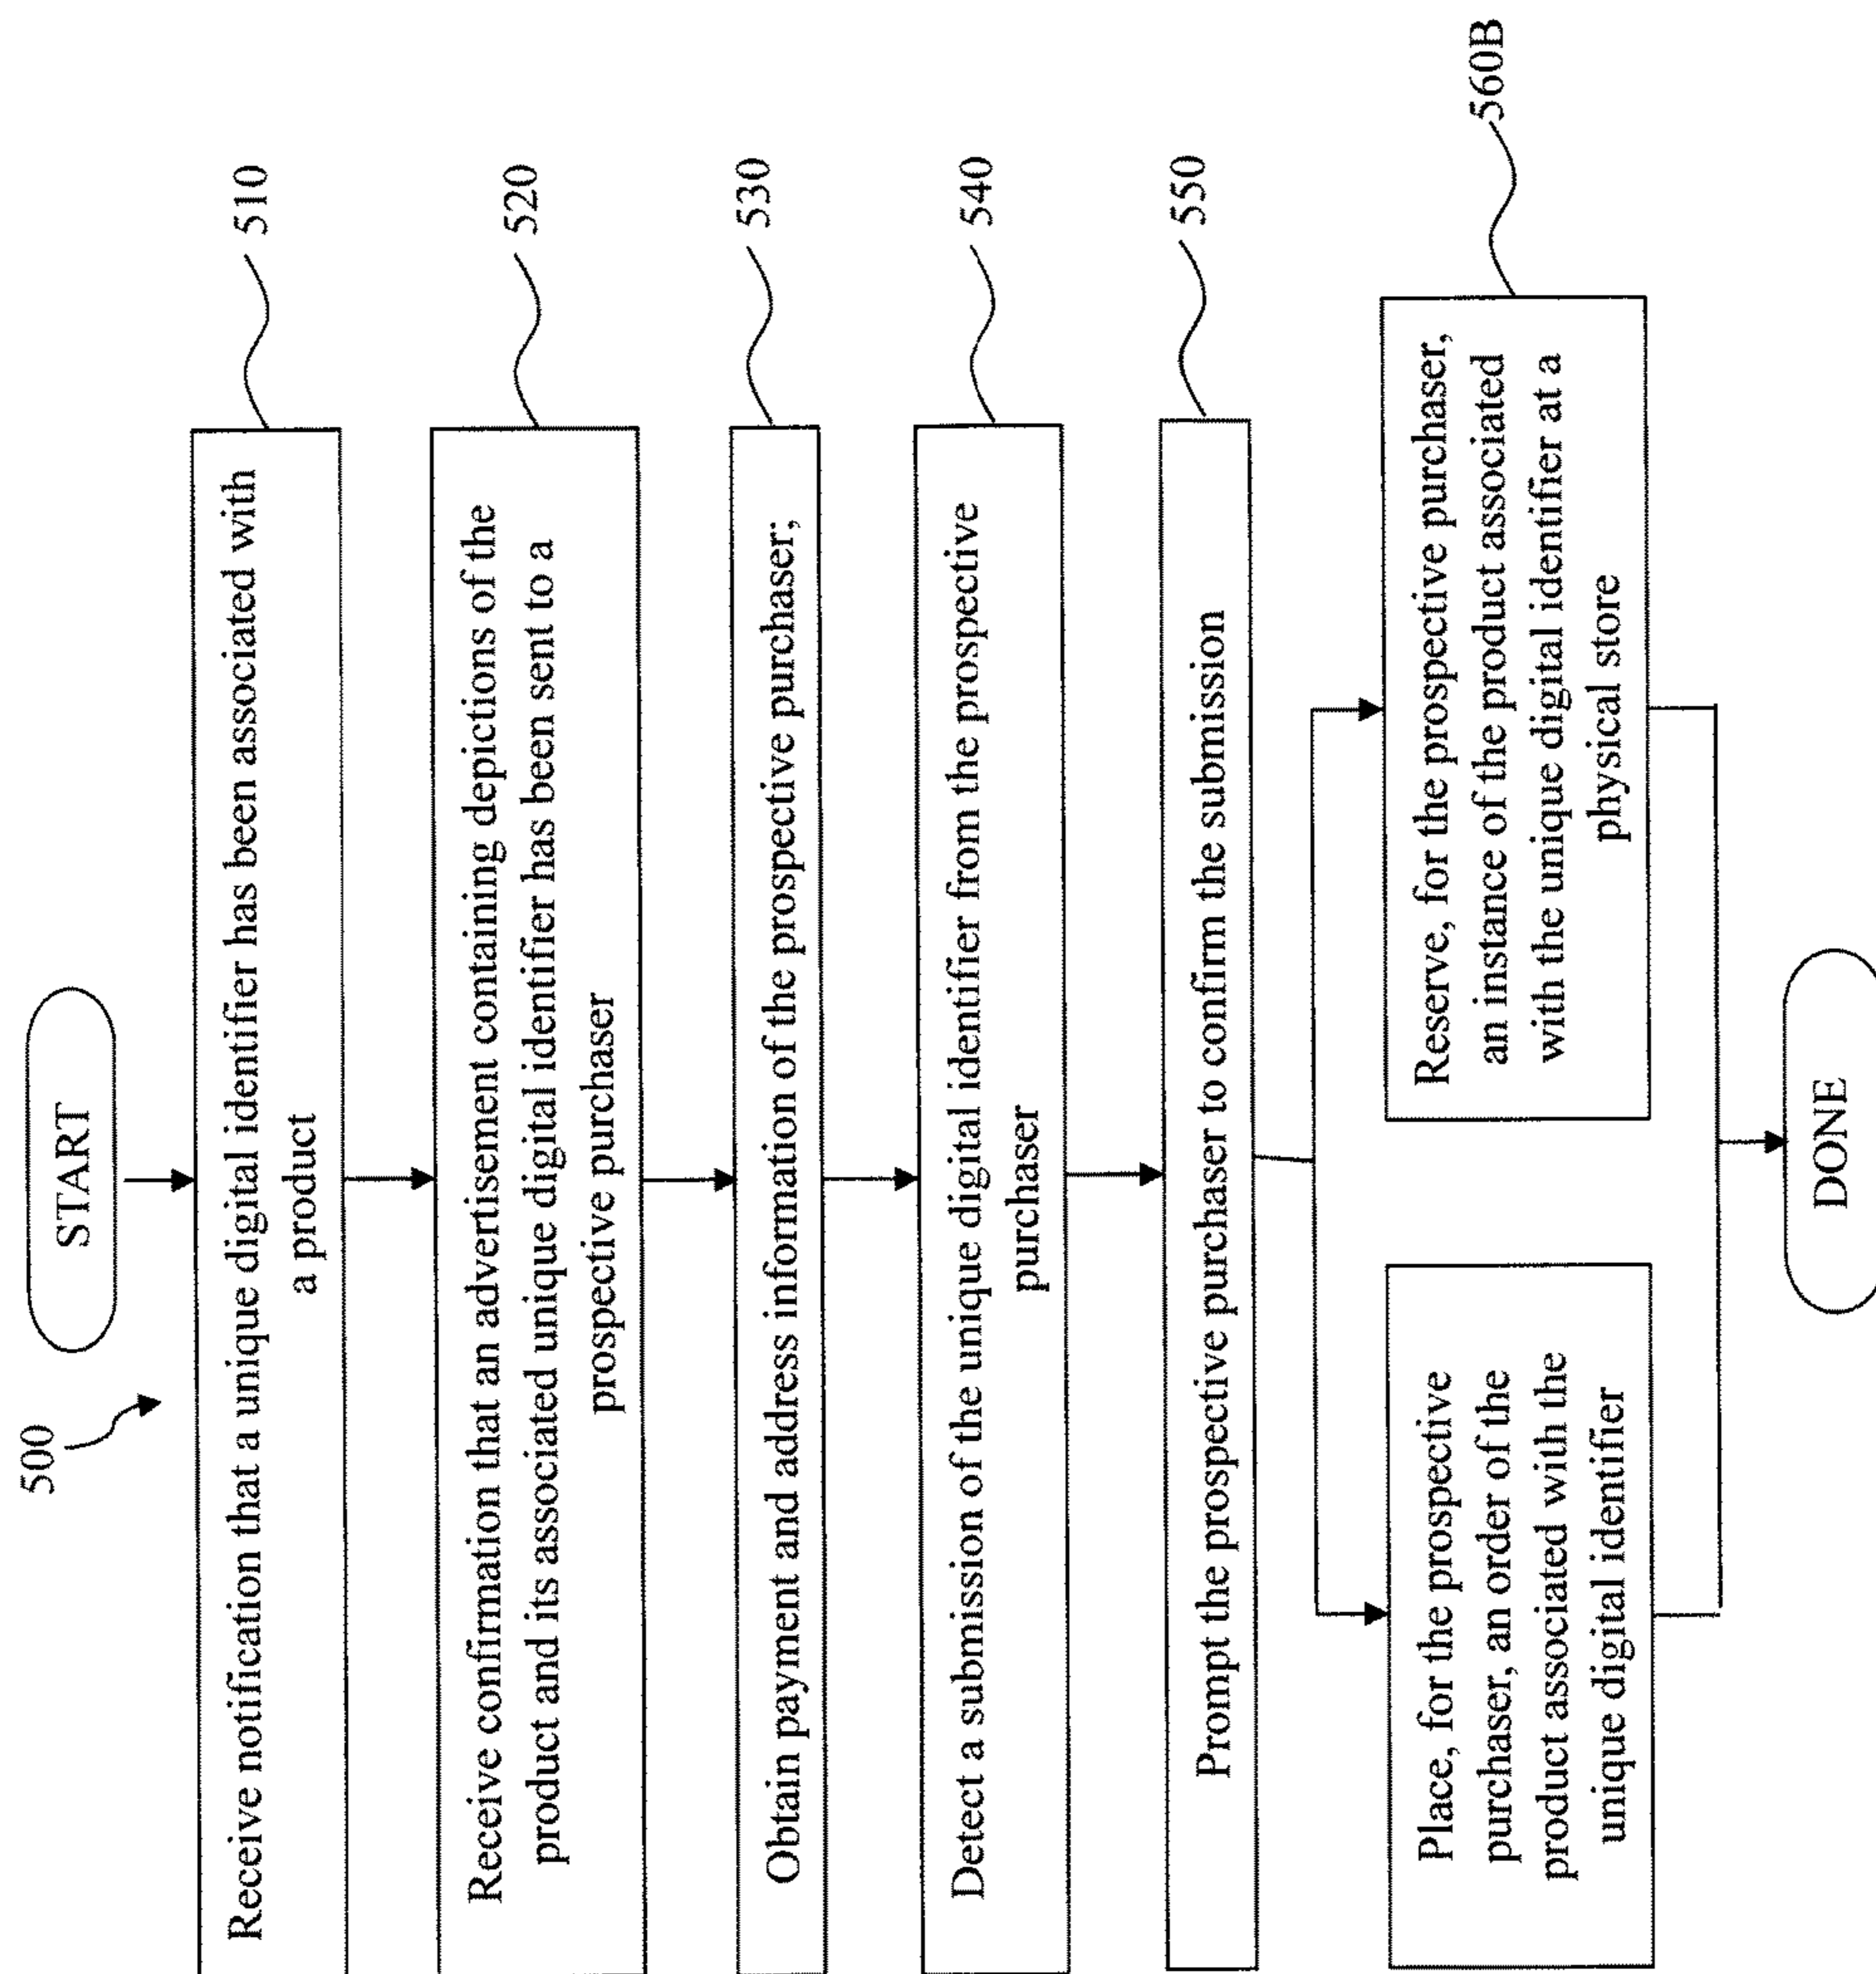 500
START
Receive notification that a unique digital identifier has been associated with
a product
510
Receive confirmation that an advertisement containing depictions of the
product and its associated unique digital identifier has been sent to a
prospective purchaser
520
Obtain payment and address information of the prospective purchaser;
530
Detect a submission of the unique digital identifier from the prospective
purchaser
540
Prompt the prospective purchaser to confirm the submission
550
Place, for the prospective
purchaser, an order of the
product associated with the
unique digital identifier
Reserve, for the prospective purchaser,
an instance of the product associated
with the unique digital identifier at a
physical store
560B
DONE